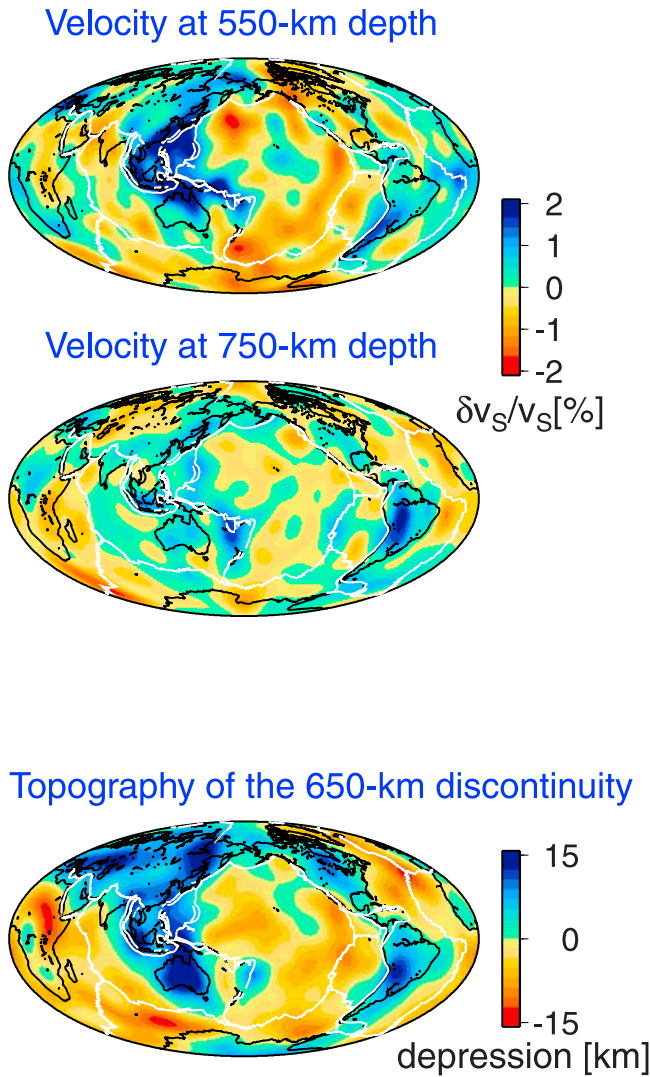 Velocity at 550-km depth
2
1
0
-1
-2
δvS/vS[%]
Velocity at 750-km depth
Topography of the 650-km discontinuity
15
0
-15
depression [km]